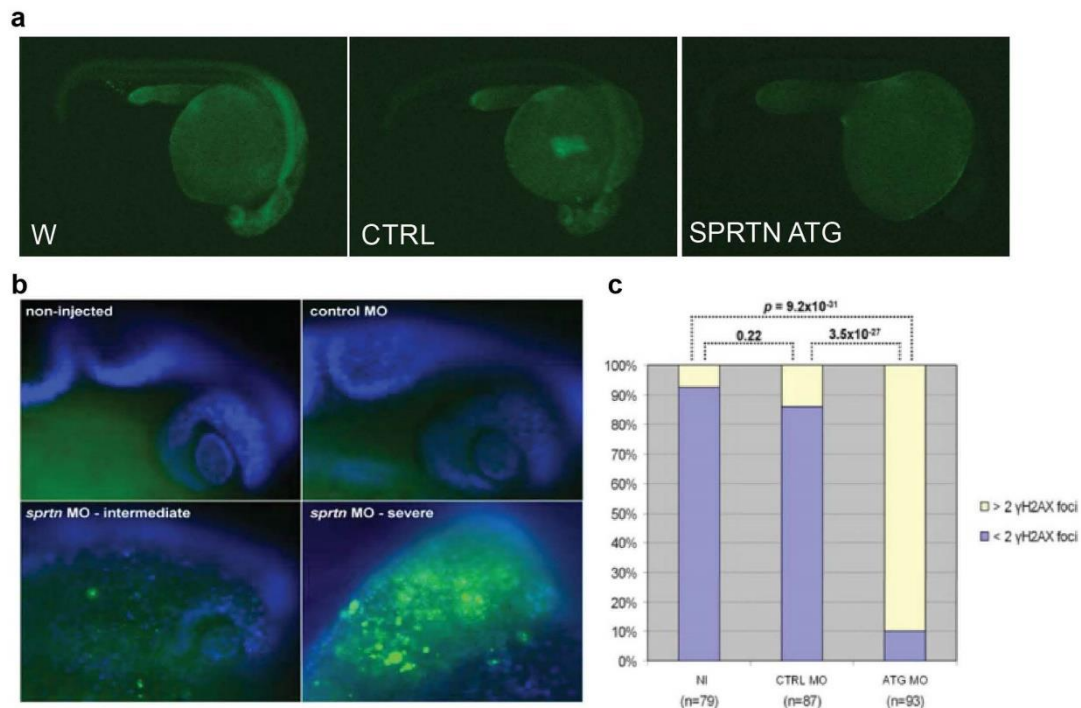 a
W
CTRL
SPRTN ATG
b
non-injected
control MO
sprtn MO - intermediate
sprtn MO - severe
c
p = 9.2x10-31
0.22
3.5x10-27
100%
90%
80%
70%
60%
50%
40%
30%
20%
10%
0%
NI
(n=79)
CTRL MO
(n=87)
ATG MO
(n=93)
> 2 γH2AX foci
< 2 γH2AX foci